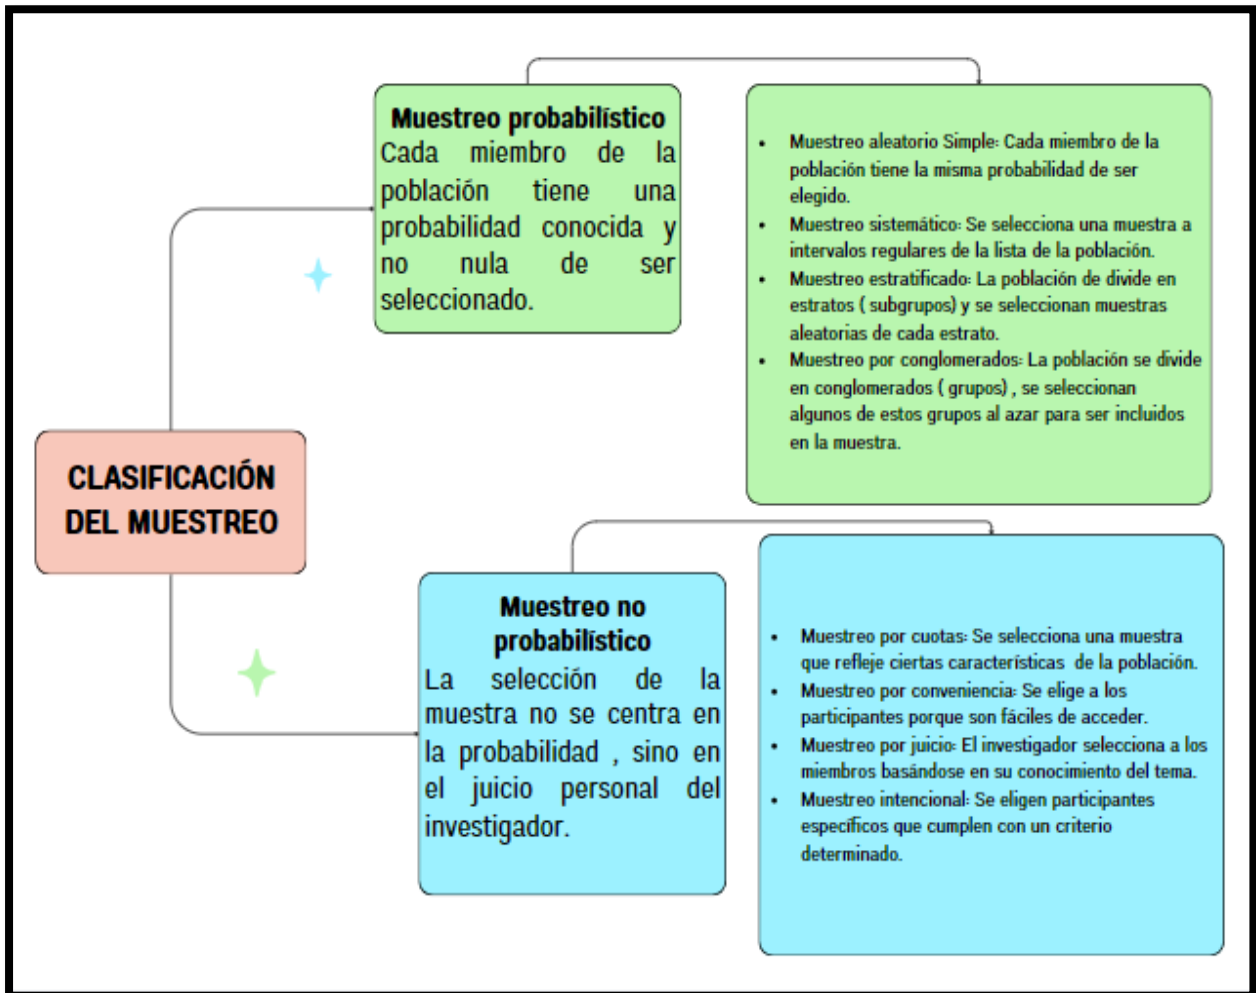 CLASIFICACIÓN
DEL MUESTREO
Muestreo probabilístico
Cada miembro de la
población tiene una
probabilidad conocida y
no nula de ser
seleccionado.
• Muestreo aleatorio Simple: Cada miembro de la
población tiene la misma probabilidad de ser
elegido.
• Muestreo sistemático: Se selecciona una muestra a
intervalos regulares de la lista de la población.
• Muestreo estratificado: La población de divide en
estratos ( subgrupos) y se seleccionan muestras
aleatorias de cada estrato.
• Muestreo por conglomerados: La población se divide
en conglomerados ( grupos) , se seleccionan
algunos de estos grupos al azar para ser incluidos
en la muestra.
Muestreo no
probabilístico
La selección de la
muestra no se centra en
la probabilidad , sino en
el juicio personal del
investigador.
• Muestreo por cuotas: Se selecciona una muestra
que refleje ciertas características de la población.
• Muestreo por conveniencia: Se elige a los
participantes porque son fáciles de acceder.
• Muestreo por juicio: El investigador selecciona a los
miembros basándose en su conocimiento del tema.
• Muestreo intencional: Se eligen participantes
específicos que cumplen con un criterio
determinado.